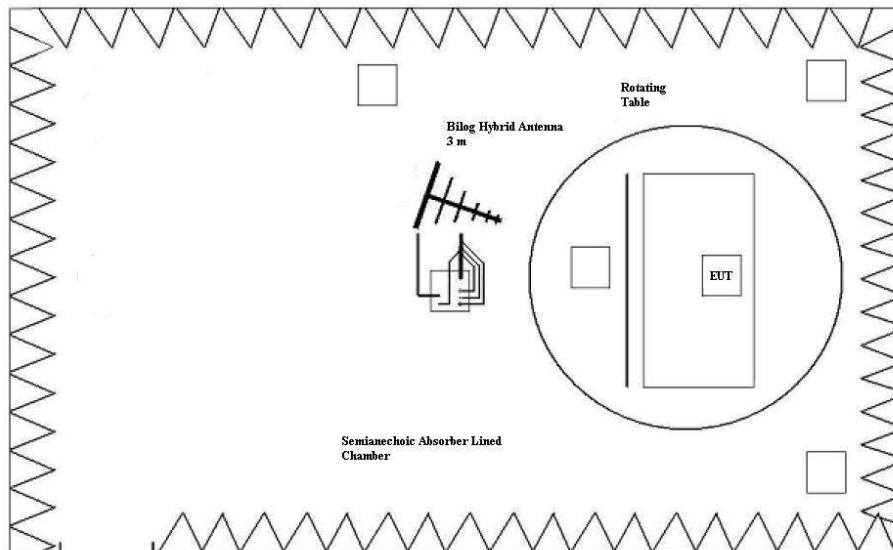 Rotating
Table
Bilog Hybrid Antenna
3 m
EUT
Semianechoic Absorber Lined
Chamber